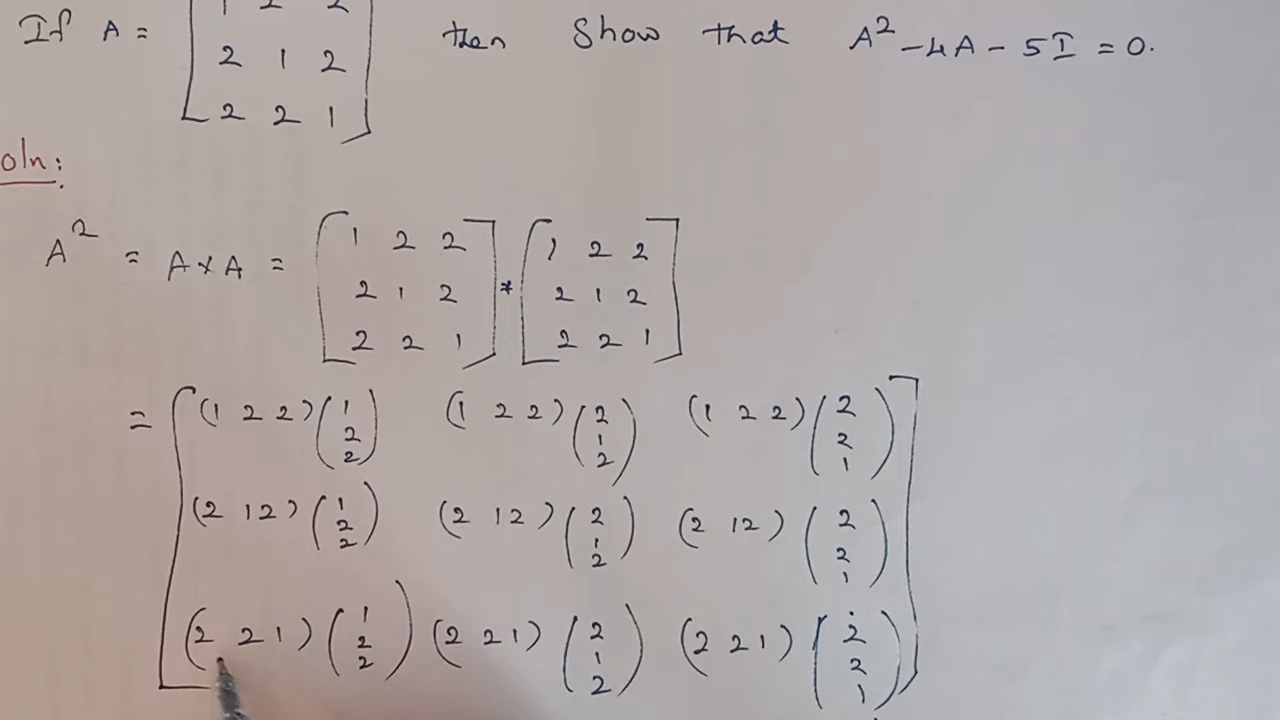 1 2 2
If A = 2 1 2 then Show that A² - 4A - 5I = 0.
2 2 1
oln:
1 2 2 1 2 2
A² = A x A = 2 1 2 * 2 1 2
2 2 1 2 2 1
= (1 2 2) (1 2 2) (1 2 2) (2 1 2) (1 2 2) (2 2 1)
(2 1 2) (1 2 2) (2 1 2) (2 1 2) (2 1 2) (2 2 1)
(2 2 1) (1 2 2) (2 2 1) (2 1 2) (2 2 1) (2 2 1)